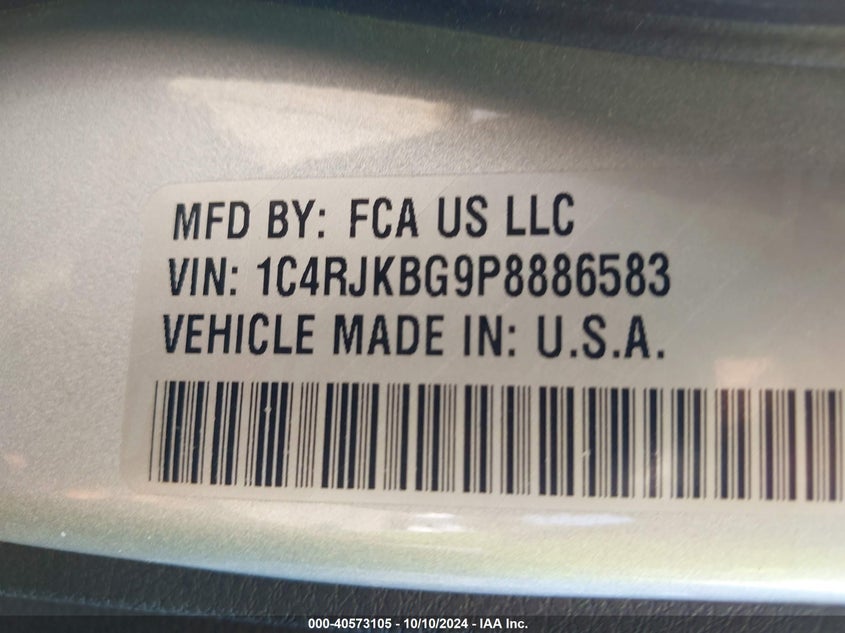 MFD BY: FCA US LLC
VIN: 1C4RJKBG9P8886583
VEHICLE MADE IN: U.S.A.
000-40573105 - 10/10/2024 - IAA Inc.